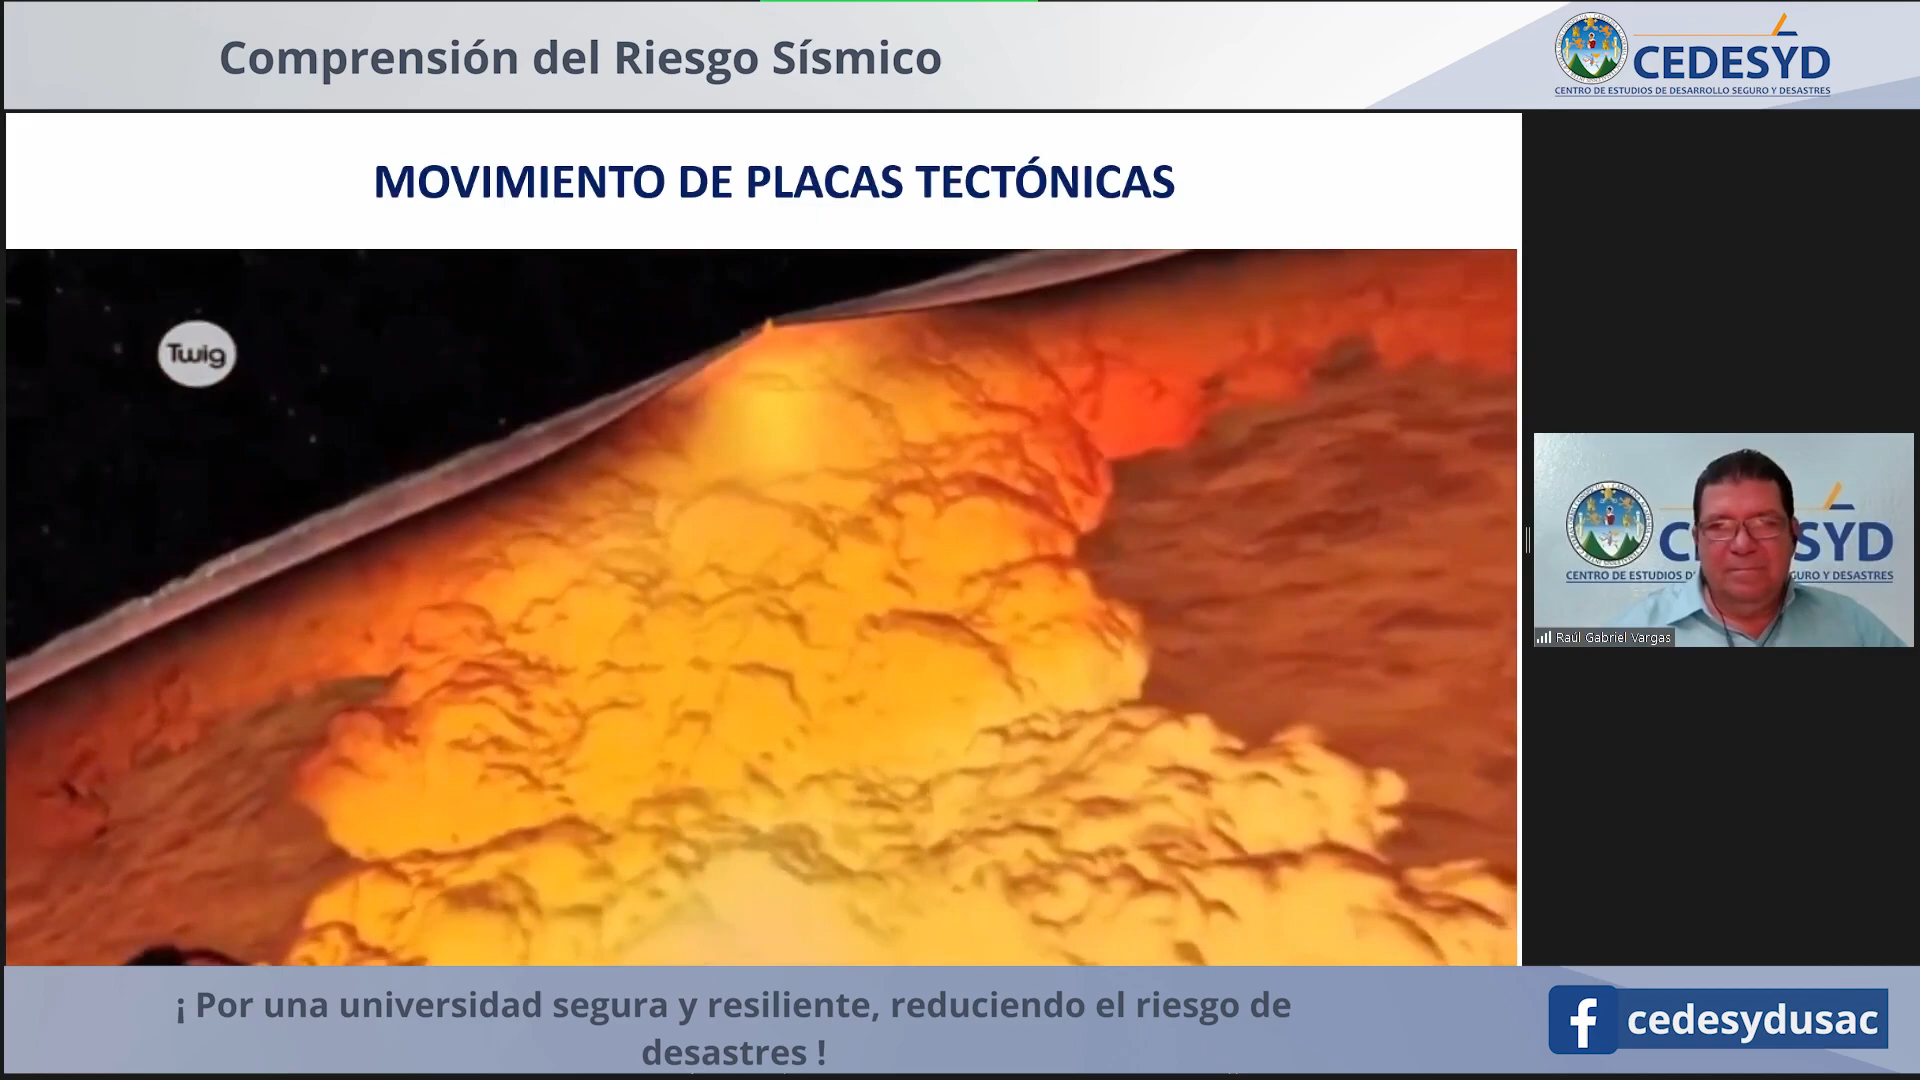 Comprensión del Riesgo Sísmico
CEDESYD
CENTRO DE ESTUDIOS DE DESARROLLO SEGURO Y DESASTRES
MOVIMIENTO DE PLACAS TECTÓNICAS
Twig
SYD
CENTRO DE ESTUDIOS
Y DESASTRES
Raúl Gabriel Vargas
¡ Por una universidad segura y resiliente, reduciendo el riesgo de
desastres !
f cedesydusac